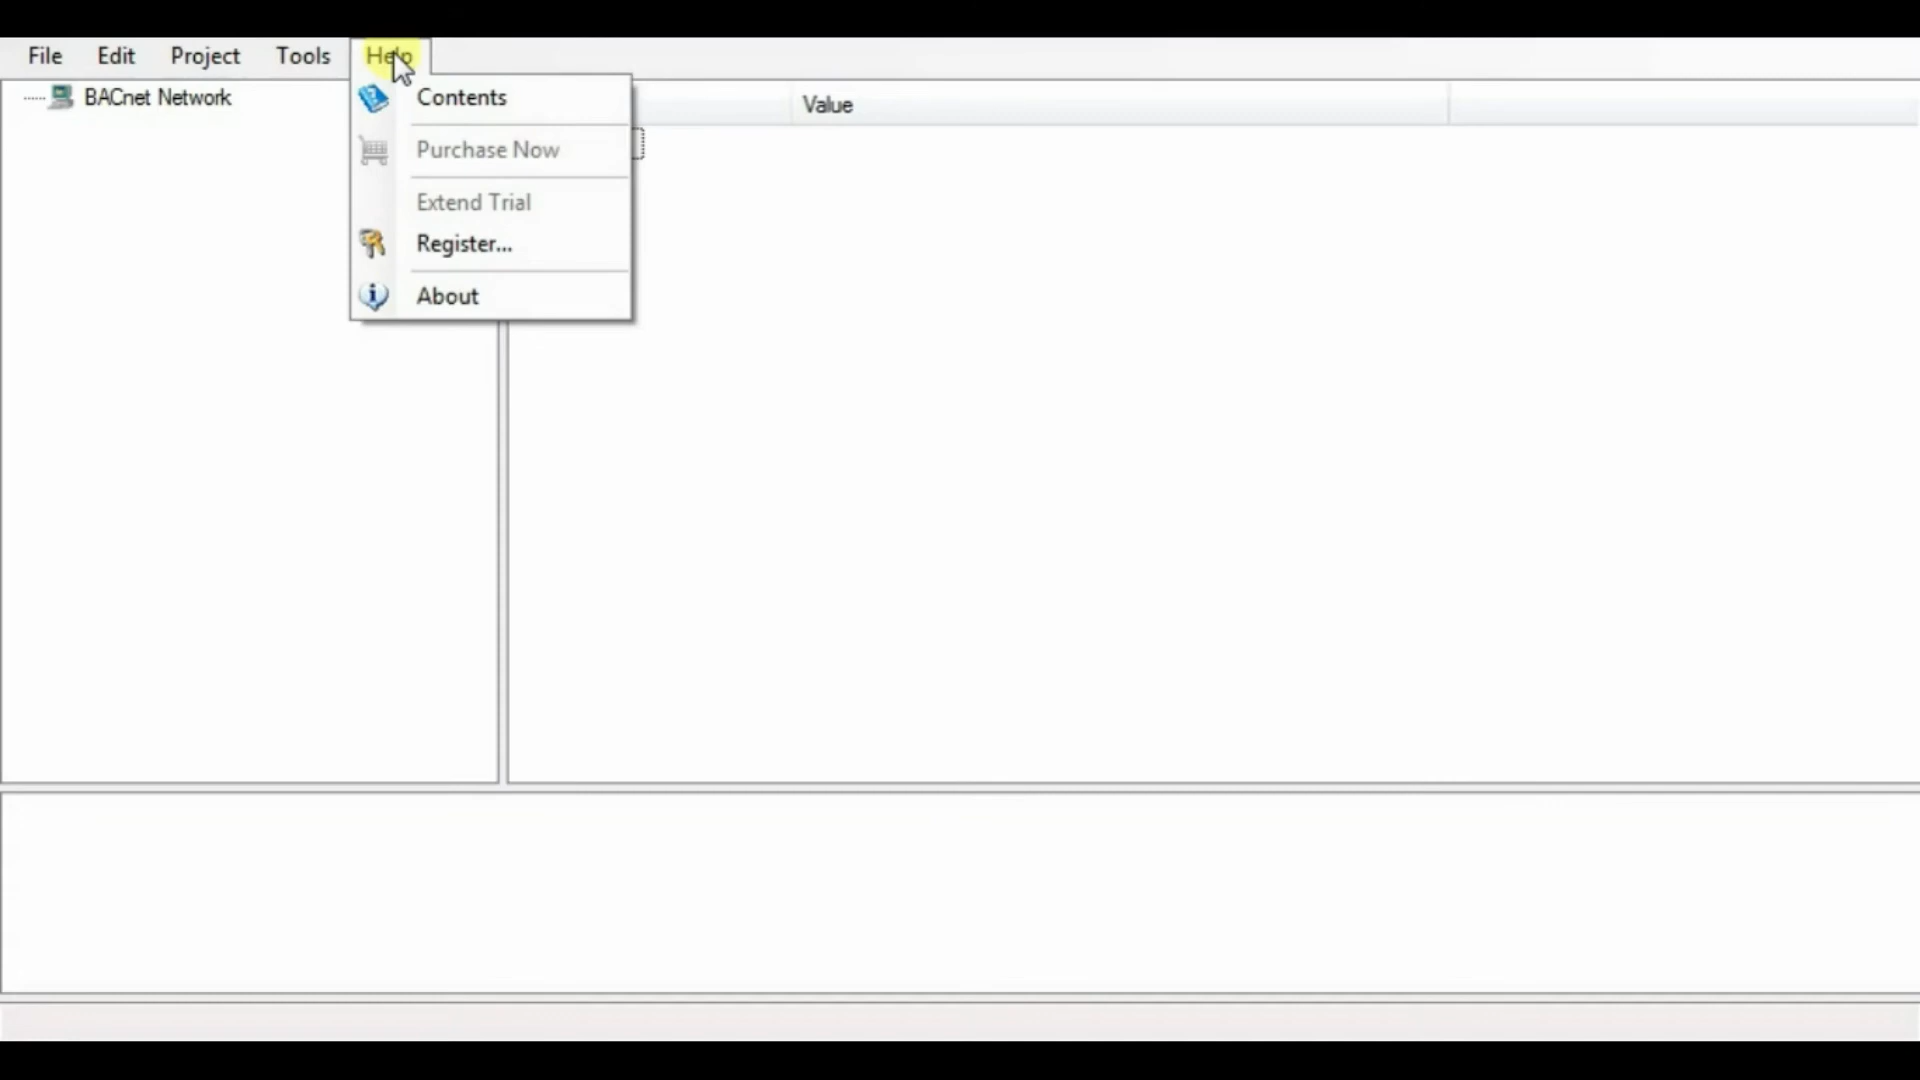 File Edit Project Tools Help
BACnet Network
Contents
Purchase Now
Extend Trial
Register...
About
Value